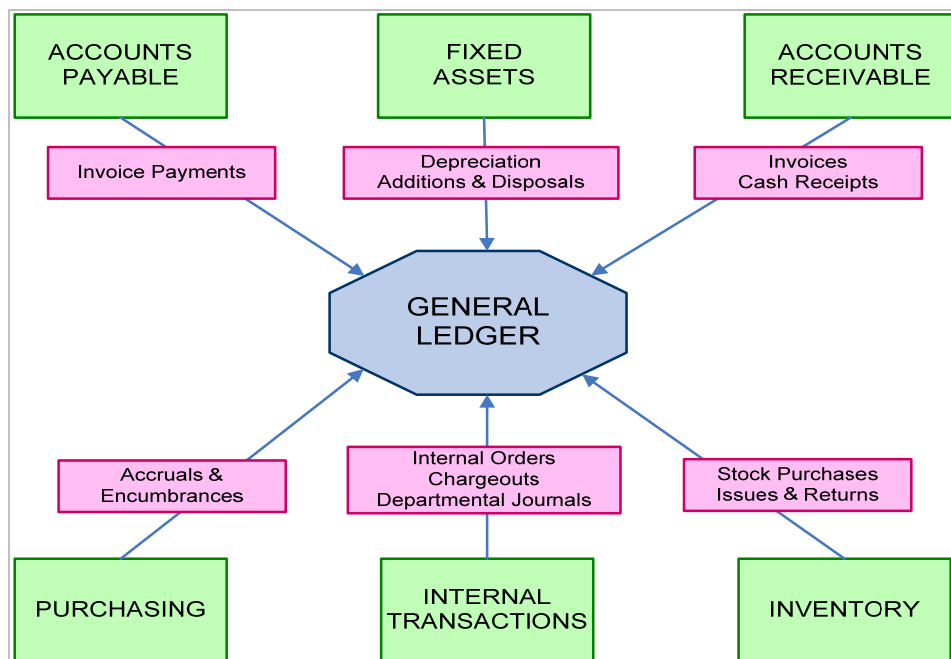 ACCOUNTS
PAYABLE
FIXED
ASSETS
ACCOUNTS
RECEIVABLE
Invoice Payments
Depreciation
Additions & Disposals
Invoices
Cash Receipts
GENERAL
LEDGER
Accruals &
Encumbrances
Internal Orders
Chargeouts
Departmental Journals
Stock Purchases
Issues & Returns
PURCHASING
INTERNAL
TRANSACTIONS
INVENTORY